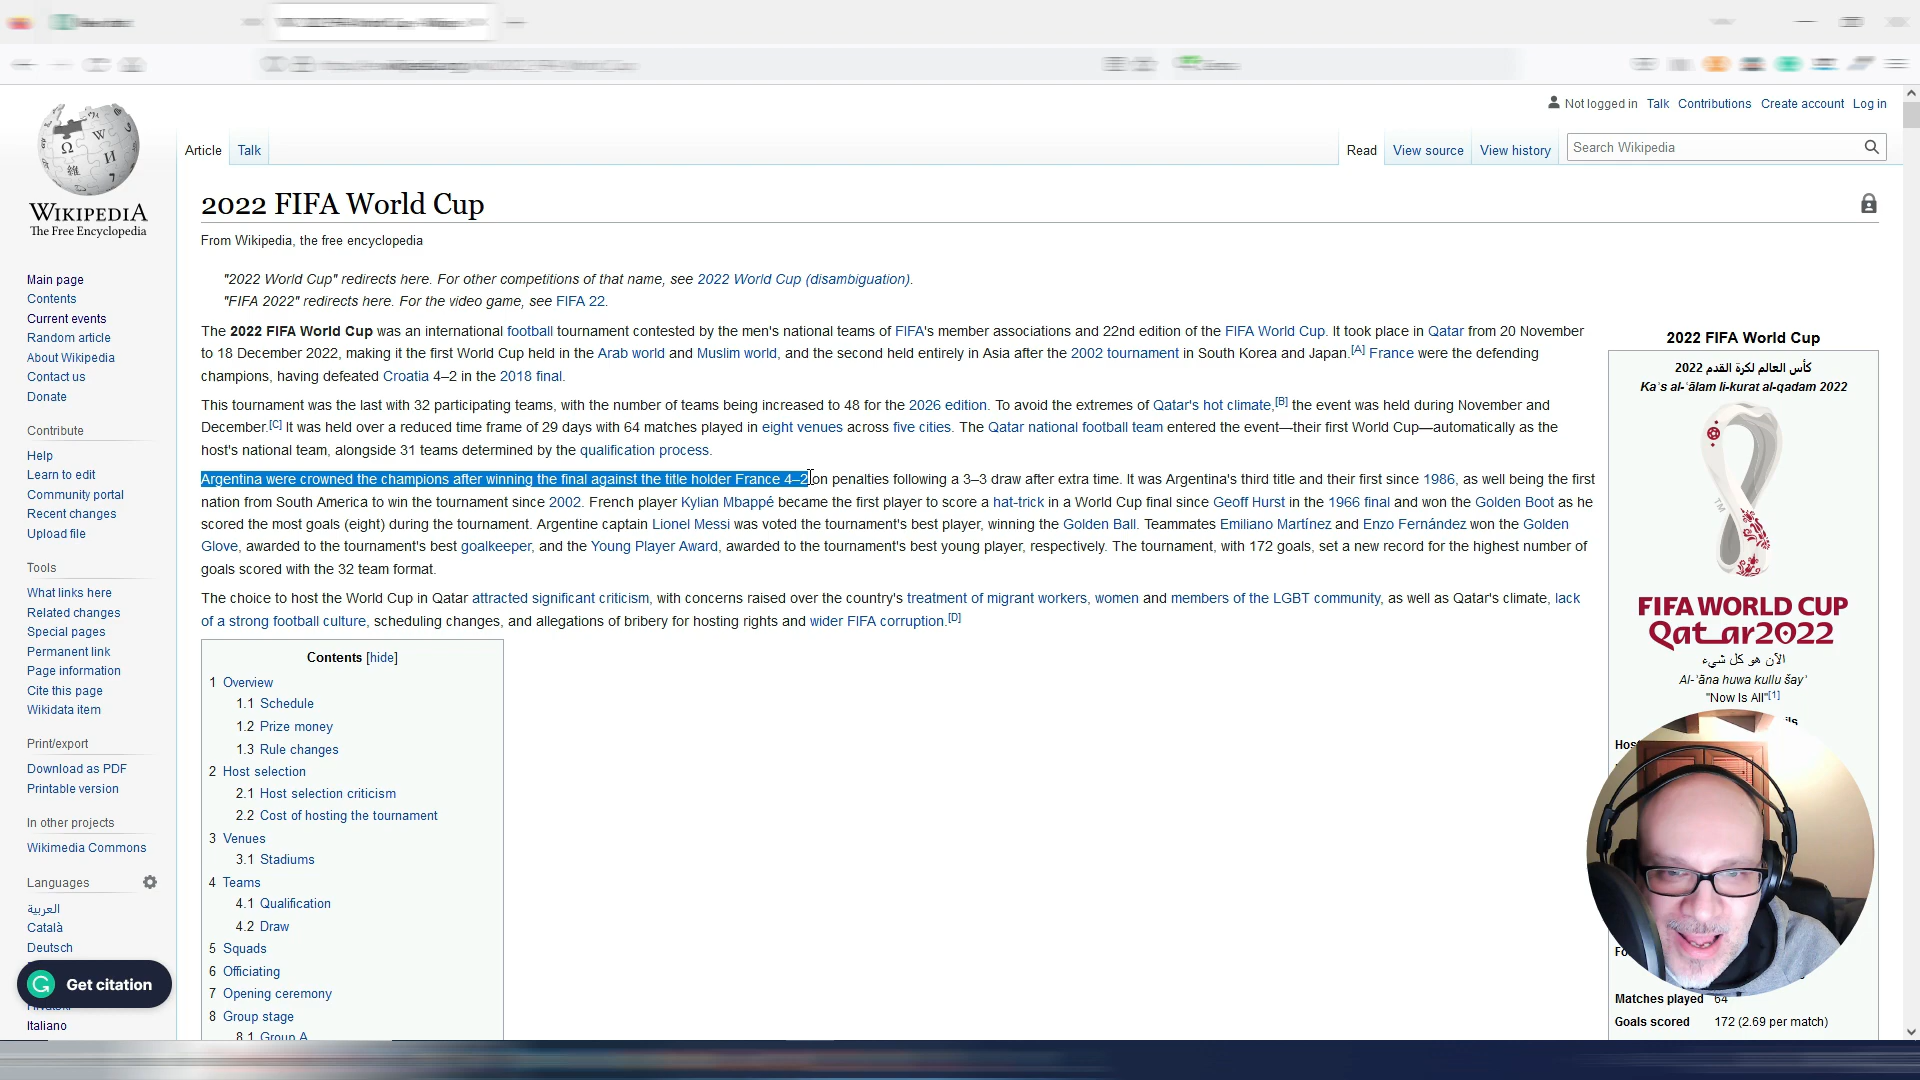 Not logged in Talk Contributions Create account Log in
Article Talk Read View source View history Search Wikipedia
WIKIPEDIA
The Free Encyclopedia
2022 FIFA World Cup
From Wikipedia, the free encyclopedia
"2022 World Cup" redirects here. For other competitions of that name, see 2022 World Cup (disambiguation).
"FIFA 2022" redirects here. For the video game, see FIFA 22.
The 2022 FIFA World Cup was an international football tournament contested by the men's national teams of FIFA's member associations and 22nd edition of the FIFA World Cup. It took place in Qatar from 20 November
to 18 December 2022, making it the first World Cup held in the Arab world and Muslim world, and the second held entirely in Asia after the 2002 tournament in South Korea and Japan.[A] France were the defending
champions, having defeated Croatia 4–2 in the 2018 final.
This tournament was the last with 32 participating teams, with the number of teams being increased to 48 for the 2026 edition. To avoid the extremes of Qatar's hot climate,[B] the event was held during November and
December.[C] It was held over a reduced time frame of 29 days with 64 matches played in eight venues across five cities. The Qatar national football team entered the event—their first World Cup—automatically as the
host's national team, alongside 31 teams determined by the qualification process.
Argentina were crowned the champions after winning the final against the title holder France 4–2 on penalties following a 3–3 draw after extra time. It was Argentina's third title and their first since 1986, as well being the first
nation from South America to win the tournament since 2002. French player Kylian Mbappé became the first player to score a hat-trick in a World Cup final since Geoff Hurst in the 1966 final and won the Golden Boot as he
scored the most goals (eight) during the tournament. Argentine captain Lionel Messi was voted the tournament's best player, winning the Golden Ball. Teammates Emiliano Martínez and Enzo Fernández won the Golden
Glove, awarded to the tournament's best goalkeeper, and the Young Player Award, awarded to the tournament's best young player, respectively. The tournament, with 172 goals, set a new record for the highest number of
goals scored with the 32 team format.
The choice to host the World Cup in Qatar attracted significant criticism, with concerns raised over the country's treatment of migrant workers, women and members of the LGBT community, as well as Qatar's climate, lack
of a strong football culture, scheduling changes, and allegations of bribery for hosting rights and wider FIFA corruption.[D]
Contents [hide]
1 Overview
1.1 Schedule
1.2 Prize money
1.3 Rule changes
2 Host selection
2.1 Host selection criticism
2.2 Cost of hosting the tournament
3 Venues
3.1 Stadiums
4 Teams
4.1 Qualification
4.2 Draw
5 Squads
6 Officiating
7 Opening ceremony
8 Group stage
8.1 Group A
2022 FIFA World Cup
كأس العالم لكرة القدم 2022
Kaʾs al-ʿālam li-kurat al-qadam 2022
TM
FIFA WORLD CUP
Qatar2022
الآن هو كل شيء
Al-ʾāna huwa kullu šayʾ
"Now Is All"[1]
Matches played 64
Goals scored 172 (2.69 per match)
Main page
Contents
Current events
Random article
About Wikipedia
Contact us
Donate
Contribute
Help
Learn to edit
Community portal
Recent changes
Upload file
Tools
What links here
Related changes
Special pages
Permanent link
Page information
Cite this page
Wikidata item
Print/export
Download as PDF
Printable version
In other projects
Wikimedia Commons
Languages
العربية
Català
Deutsch
Get citation
Italiano